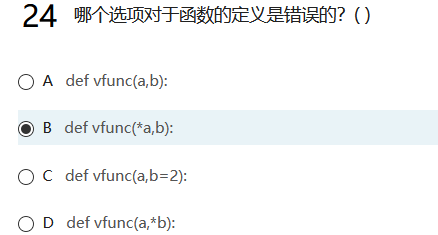 24 哪个选项对于函数的定义是错误的？( )
A def vfunc(a,b):
B def vfunc(*a,b):
C def vfunc(a,b=2):
D def vfunc(a,*b):